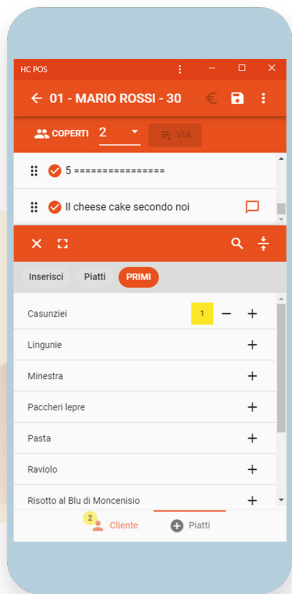 HC POS
01 - MARIO ROSSI - 30 €
COPERTI 2 VIA
5 ================
Il cheese cake secondo noi
Inserisci Piatti PRIMI
Casunziei 1
Lingunie
Minestra
Paccheri lepre
Pasta
Raviolo
Risotto al Blu di Moncenisio
2 Cliente Piatti